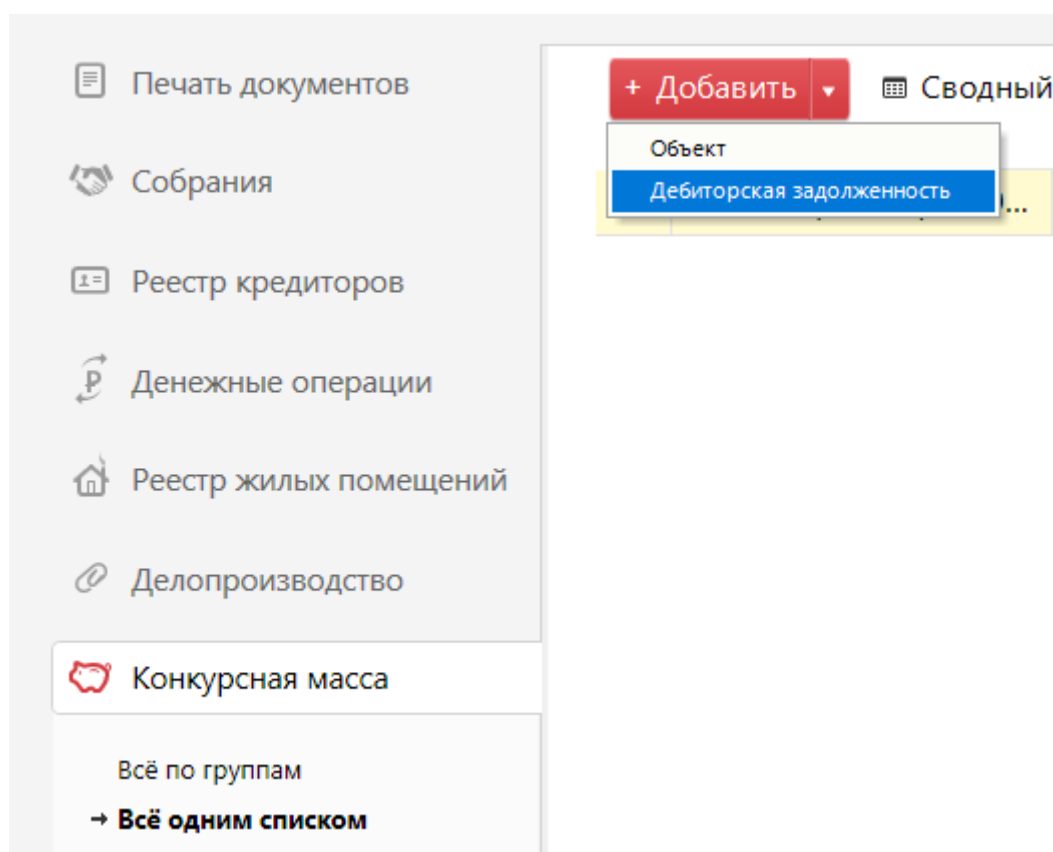 Печать документов
Собрания
Реестр кредиторов
Денежные операции
Реестр жилых помещений
Делопроизводство
Конкурсная масса
Всё по группам
→ Всё одним списком
+ Добавить
Сводный
Объект
Дебиторская задолженность